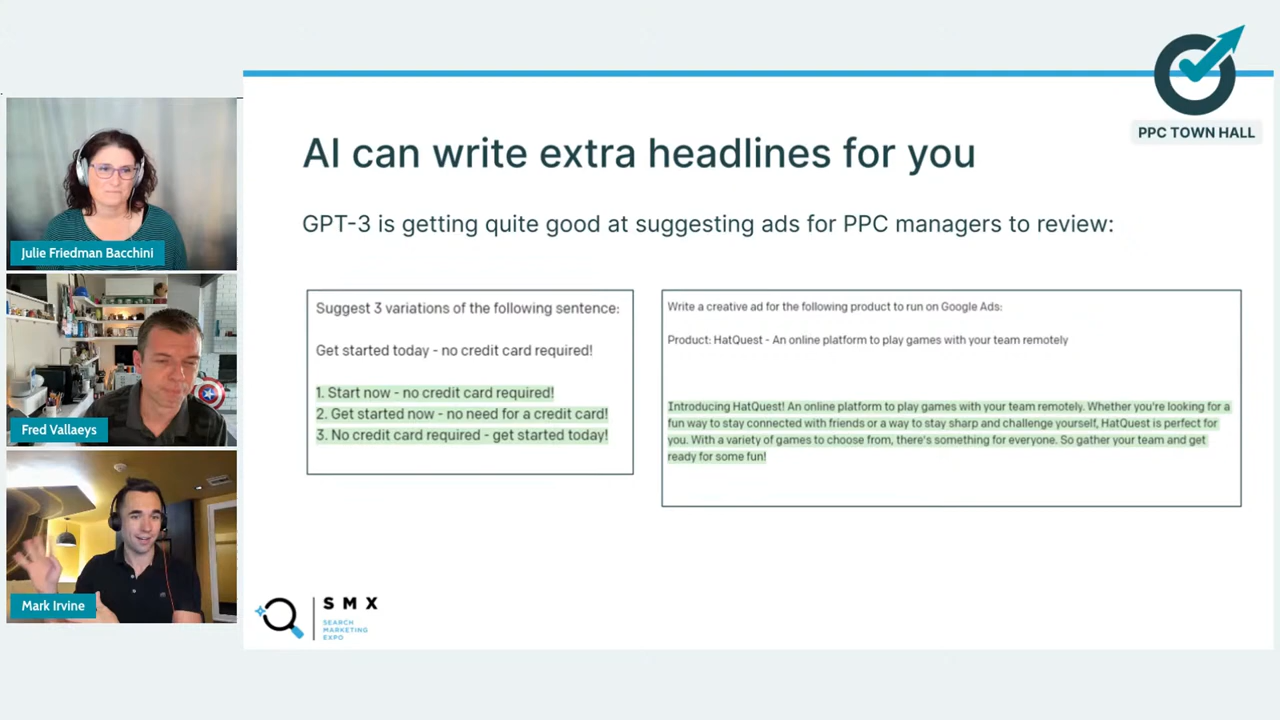 PPC TOWN HALL
AI can write extra headlines for you
GPT-3 is getting quite good at suggesting ads for PPC managers to review:
Suggest 3 variations of the following sentence:
Get started today - no credit card required!
1. Start now - no credit card required!
2. Get started now - no need for a credit card!
3. No credit card required - get started today!
Write a creative ad for the following product to run on Google Ads:
Product: HatQuest - An online platform to play games with your team remotely
Introducing HatQuest! An online platform to play games with your team remotely. Whether you're looking for a
fun way to stay connected with friends or a way to stay sharp and challenge yourself, HatQuest is perfect for
you. With a variety of games to choose from, there's something for everyone. So gather your team and get
ready for some fun!
Julie Friedman Bacchini
Fred Vallaeys
Mark Irvine
SMX
SEARCH
MARKETING
EXPO